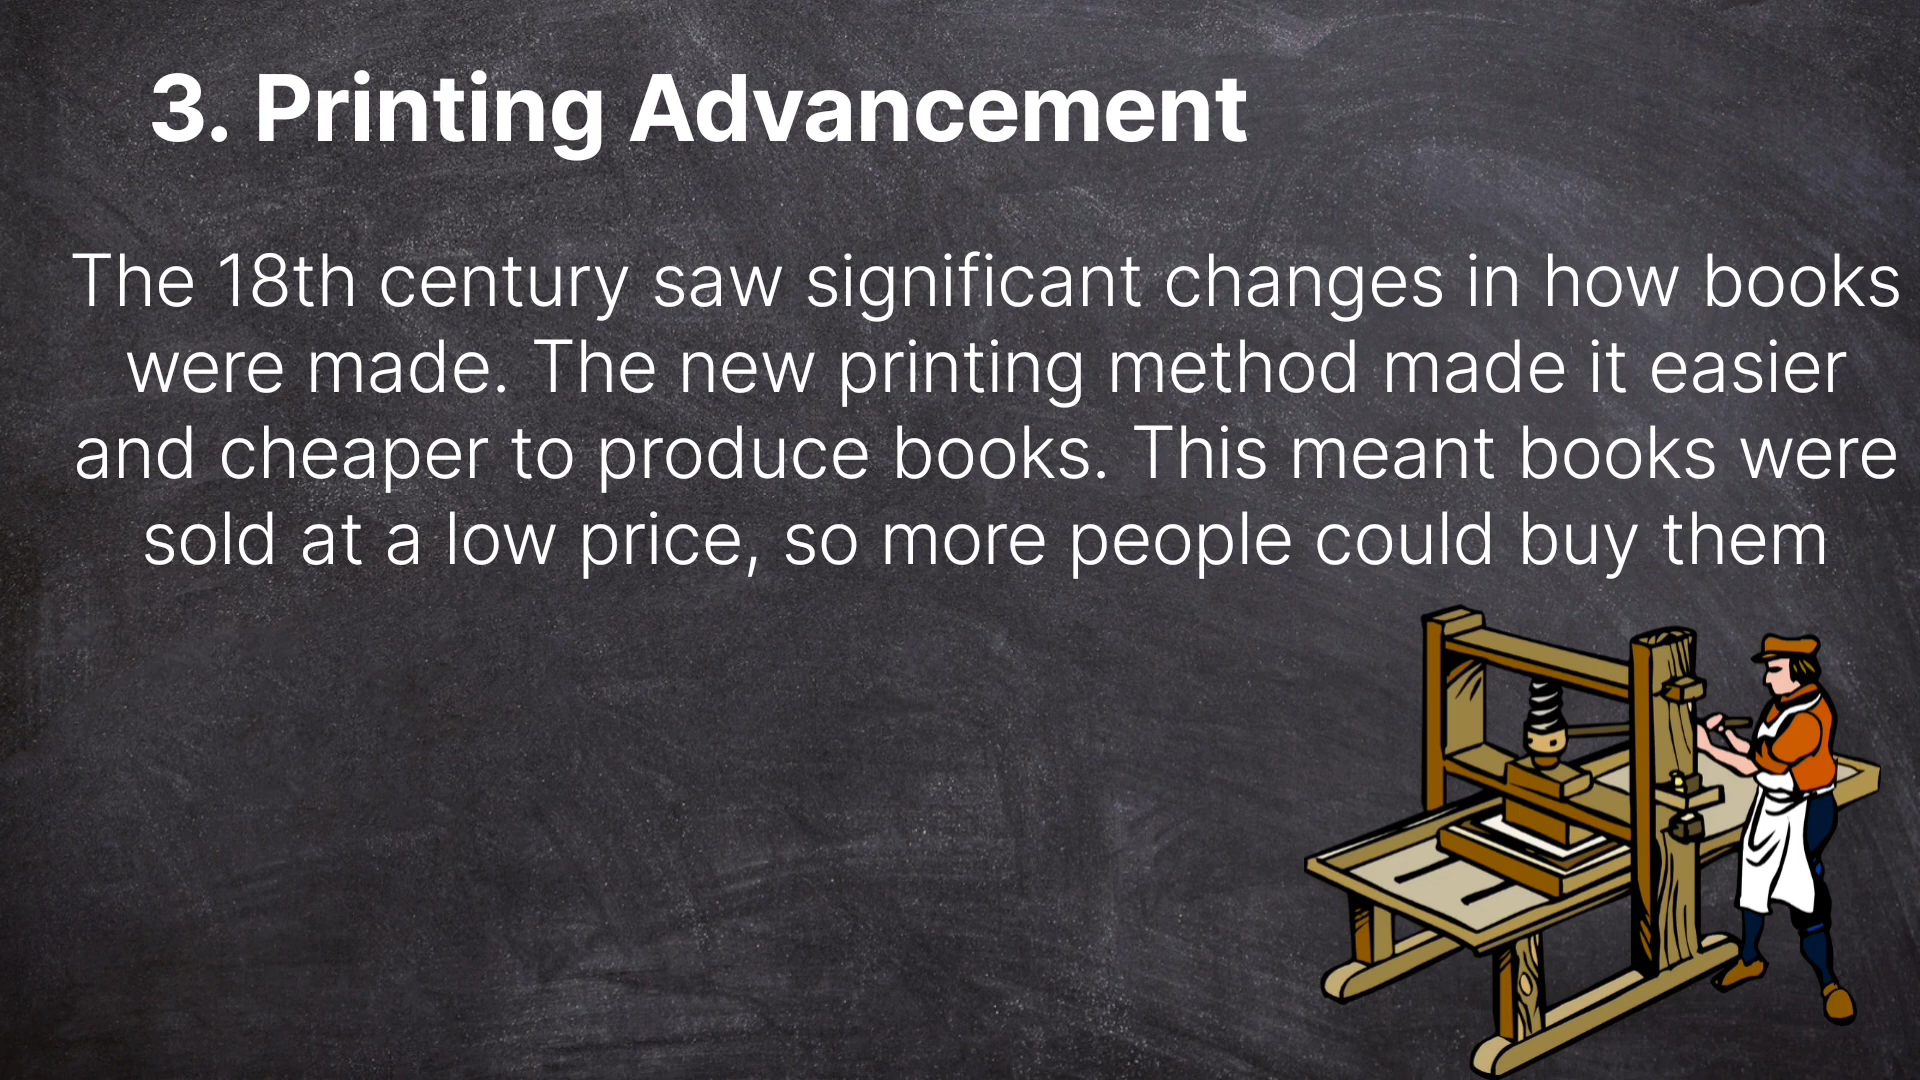 3. Printing Advancement
The 18th century saw significant changes in how books
were made. The new printing method made it easier
and cheaper to produce books. This meant books were
sold at a low price, so more people could buy them